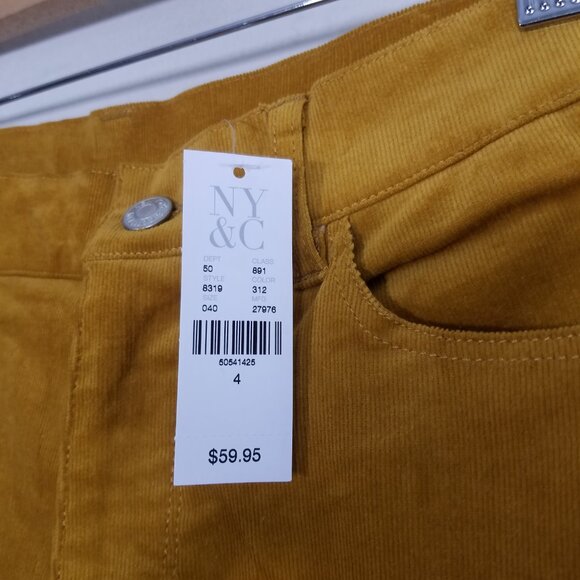 NY
&C
DEPT CLASS
50 891
STYLE COLOR
8319 312
SIZE MFG
040 27976
60541425
4
$59.95